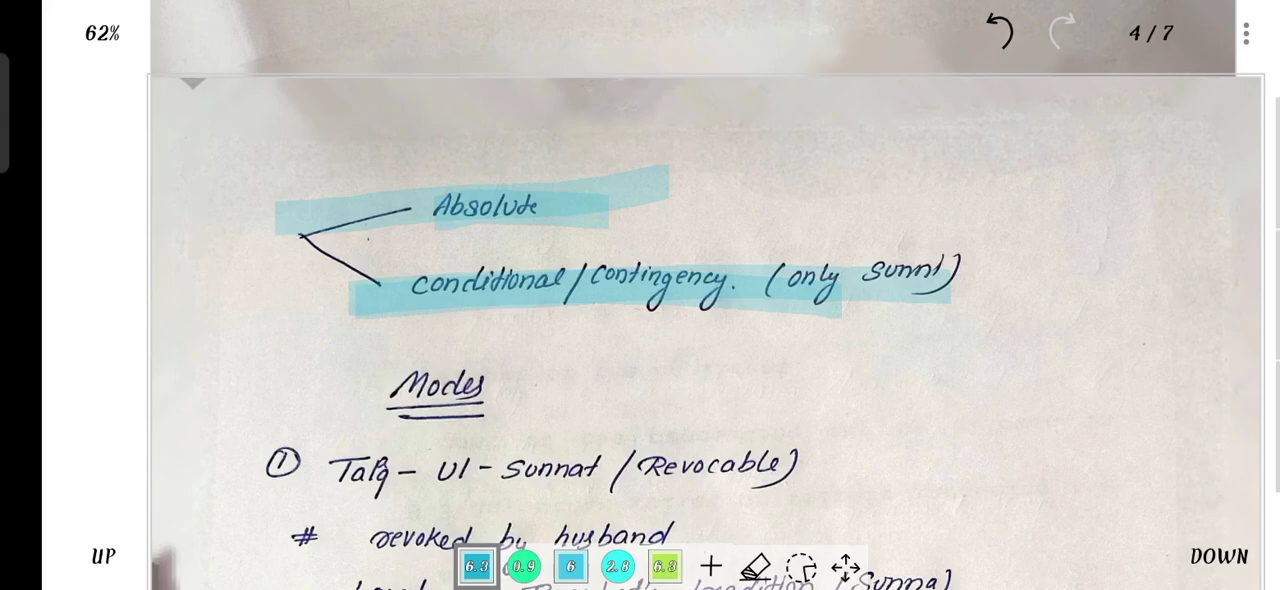 62%
4 / 7
Absolute
Conditional / Contingency. (only Sunni)
Modes
① Talaq - Ul - Sunnat / (Revocable)
# revoked by husband
6.3 0.9 6 2.8 6.3
UP
DOWN